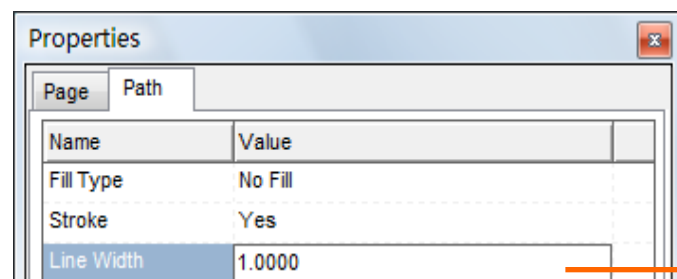 Properties
Page Path
Name Value
Fill Type No Fill
Stroke Yes
Line Width 1.0000